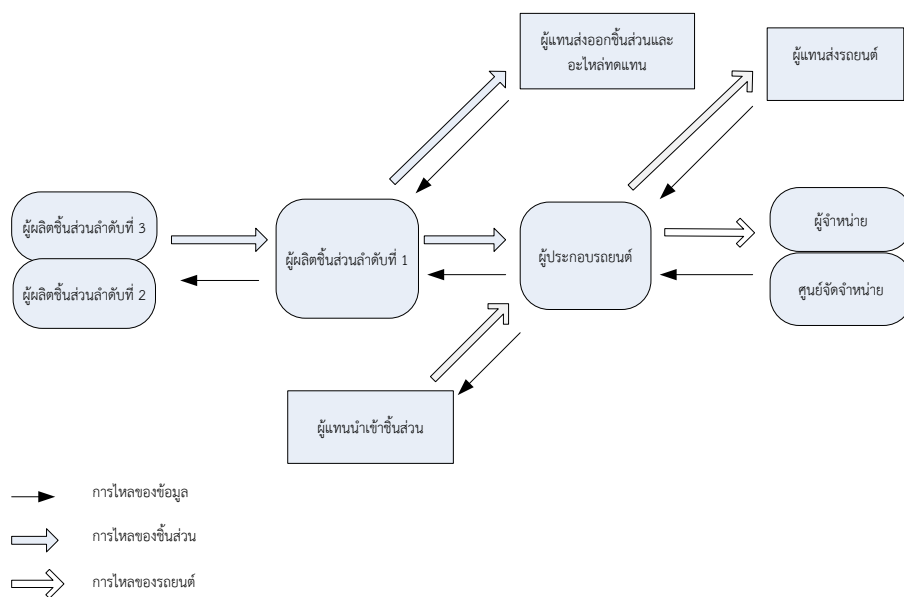 ผู้แทนส่งออกชิ้นส่วนและ
อะไหล่ทดแทน
ผู้แทนส่งรถยนต์
ผู้ผลิตชิ้นส่วนลำดับที่ 3
ผู้ผลิตชิ้นส่วนลำดับที่ 2
ผู้ผลิตชิ้นส่วนลำดับที่ 1
ผู้ประกอบรถยนต์
ผู้จำหน่าย
ศูนย์จัดจำหน่าย
ผู้แทนนำเข้าชิ้นส่วน
การไหลของข้อมูล
การไหลของชิ้นส่วน
การไหลของรถยนต์